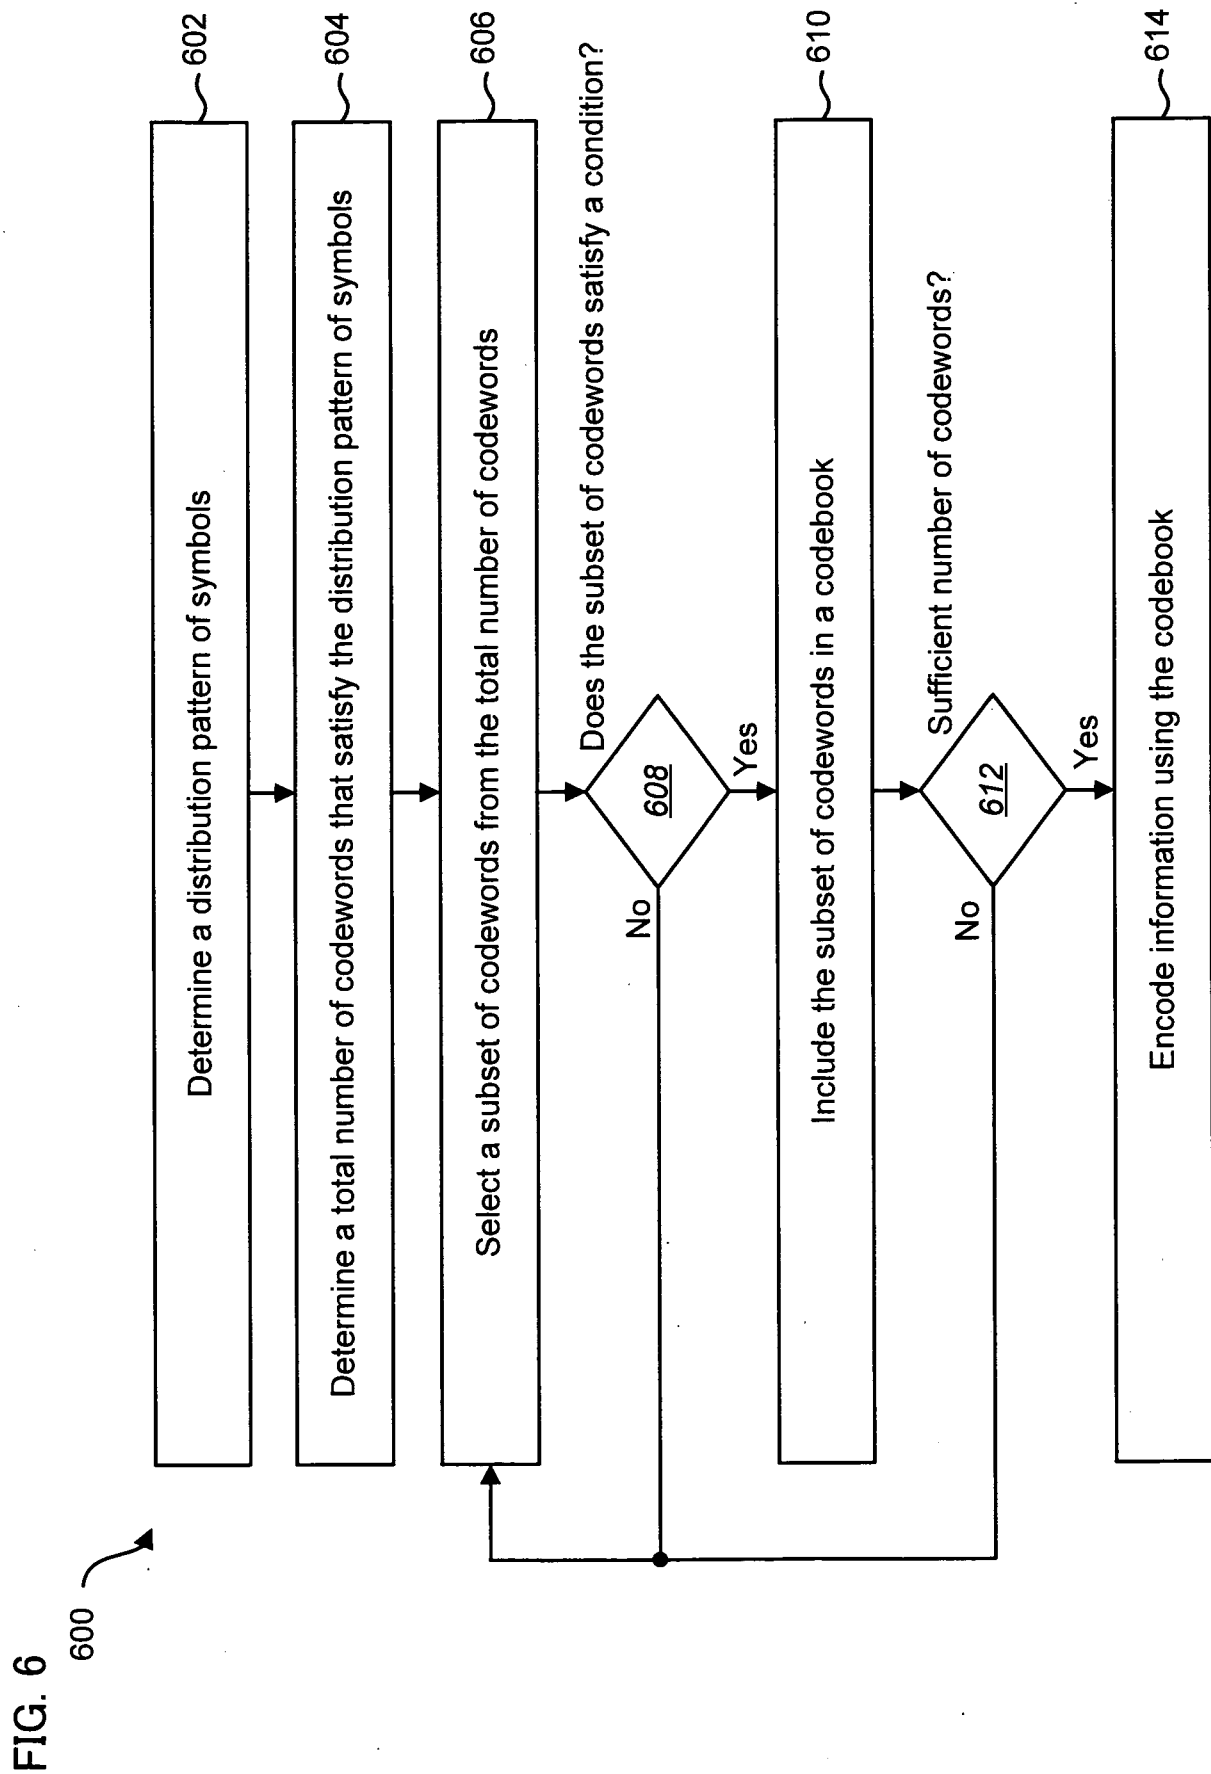 FIG. 6
600
Determine a distribution pattern of symbols
602
Determine a total number of codewords that satisfy the distribution pattern of symbols
604
Select a subset of codewords from the total number of codewords
606
Does the subset of codewords satisfy a condition?
608
No
Yes
Include the subset of codewords in a codebook
610
Sufficient number of codewords?
612
No
Yes
Encode information using the codebook
614